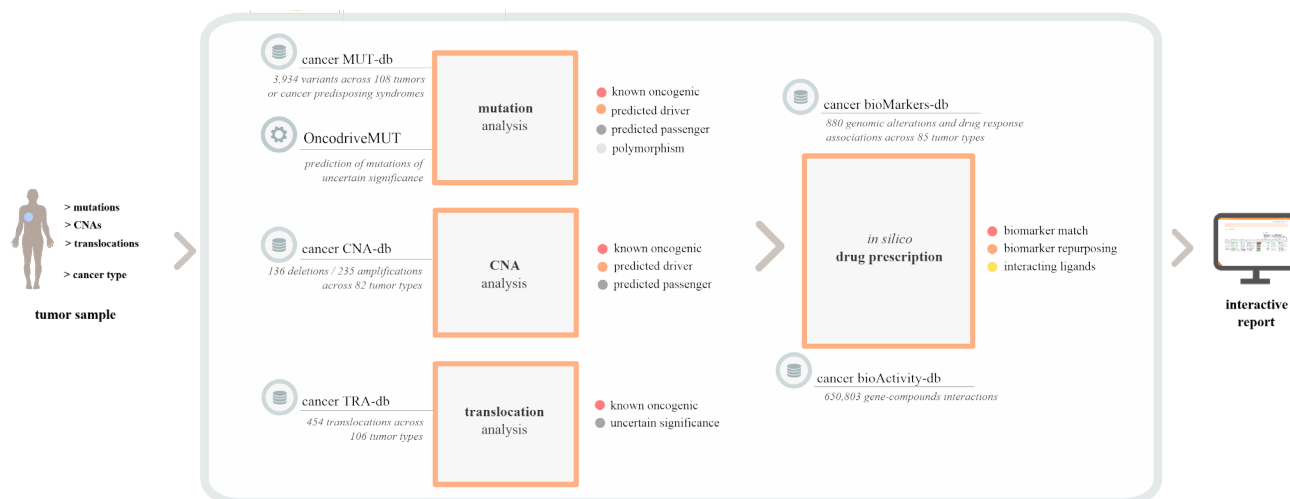 > mutations
> CNAs
> translocations
> cancer type
tumor sample
cancer MUT-db
3,934 variants across 108 tumors
or cancer predisposing syndromes
OncodriveMUT
prediction of mutations of
uncertain significance
mutation
analysis
known oncogenic
predicted driver
predicted passenger
polymorphism
cancer CNA-db
136 deletions / 235 amplifications
across 82 tumor types
CNA
analysis
known oncogenic
predicted driver
predicted passenger
cancer TRA-db
454 translocations across
106 tumor types
translocation
analysis
known oncogenic
uncertain significance
cancer bioMarkers-db
880 genomic alterations and drug response
associations across 85 tumor types
in silico
drug prescription
biomarker match
biomarker repurposing
interacting ligands
cancer bioActivity-db
650,803 gene-compounds interactions
interactive
report